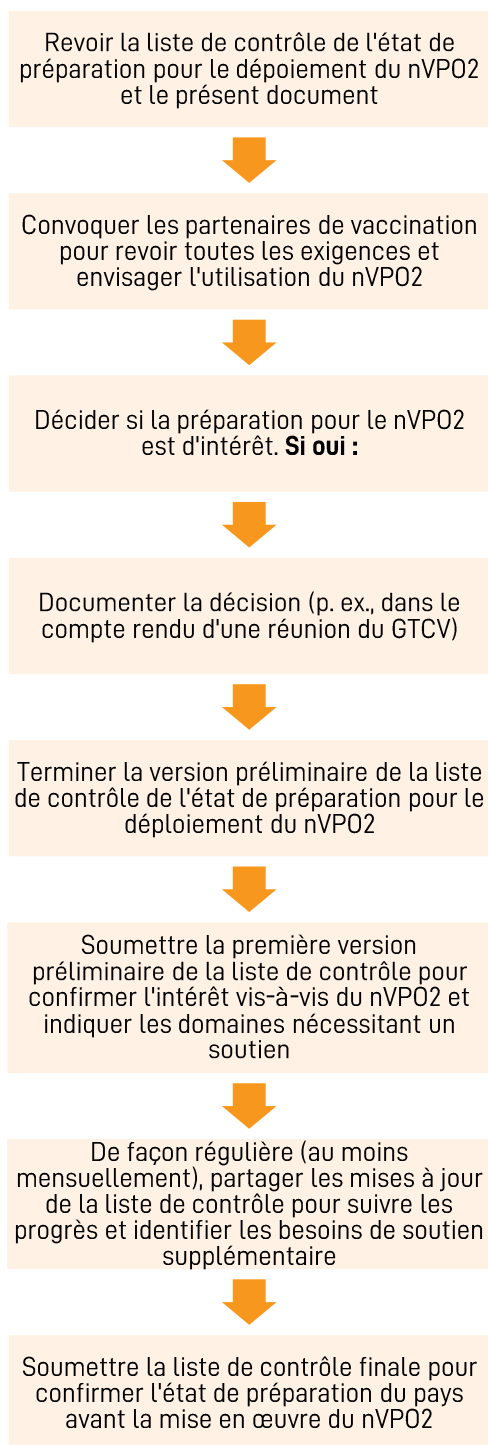 Revoir la liste de contrôle de l'état de
préparation pour le dépoiement du nVPO2
et le présent document
Convoquer les partenaires de vaccination
pour revoir toutes les exigences et
envisager l'utilisation du nVPO2
Décider si la préparation pour le nVPO2
est d'intérêt. Si oui :
Documenter la décision (p. ex., dans le
compte rendu d'une réunion du GTCV)
Terminer la version préliminaire de la liste
de contrôle de l'état de préparation pour le
déploiement du nVPO2
Soumettre la première version
préliminaire de la liste de contrôle pour
confirmer l'intérêt vis-à-vis du nVPO2 et
indiquer les domaines nécessitant un
soutien
De façon régulière (au moins
mensuellement), partager les mises à jour
de la liste de contrôle pour suivre les
progrès et identifier les besoins de soutien
supplémentaire
Soumettre la liste de contrôle finale pour
confirmer l'état de préparation du pays
avant la mise en œuvre du nVPO2